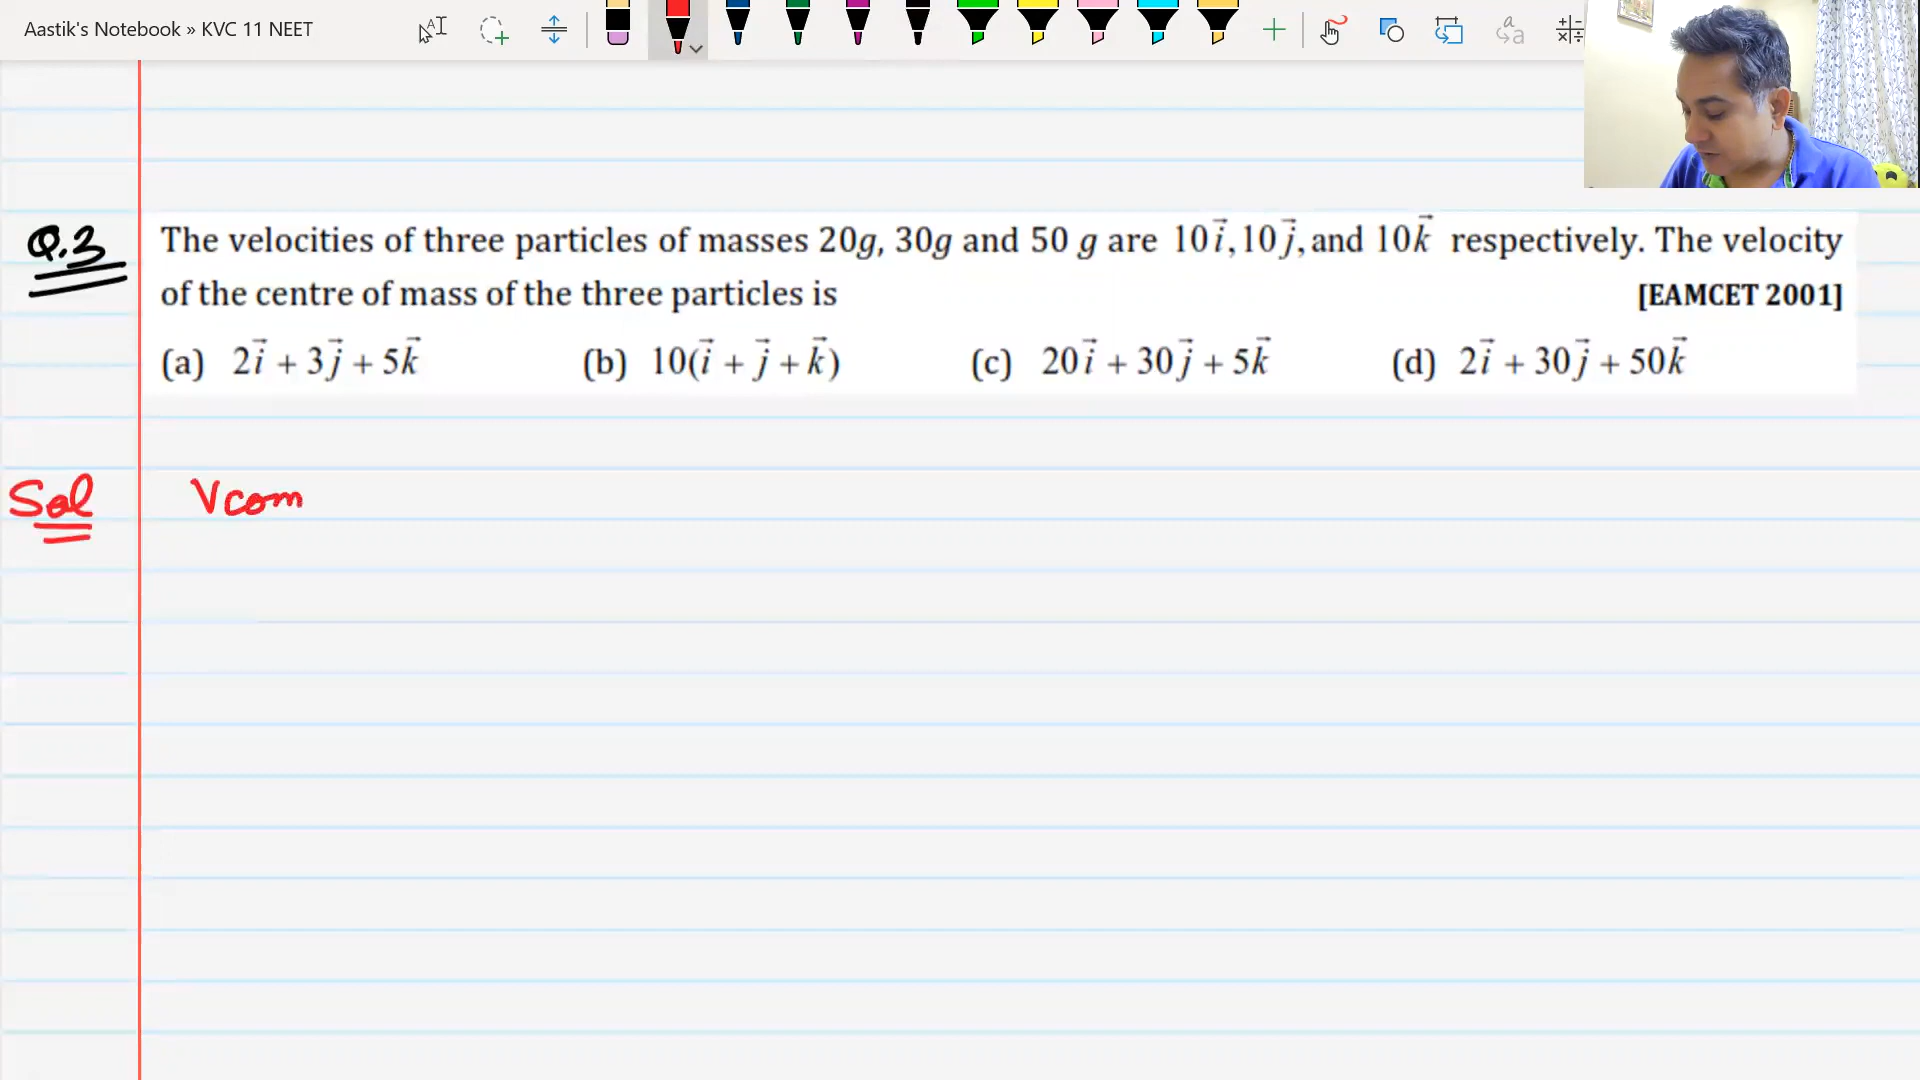 Aastik's Notebook » KVC 11 NEET
Q.3
The velocities of three particles of masses 20g, 30g and 50 g are 10i⃗, 10j⃗, and 10k⃗ respectively. The velocity
of the centre of mass of the three particles is [EAMCET 2001]
(a) 2i⃗ + 3j⃗ + 5k⃗ (b) 10(i⃗ + j⃗ + k⃗) (c) 20i⃗ + 30j⃗ + 5k⃗ (d) 2i⃗ + 30j⃗ + 50k⃗
Sol Vcom